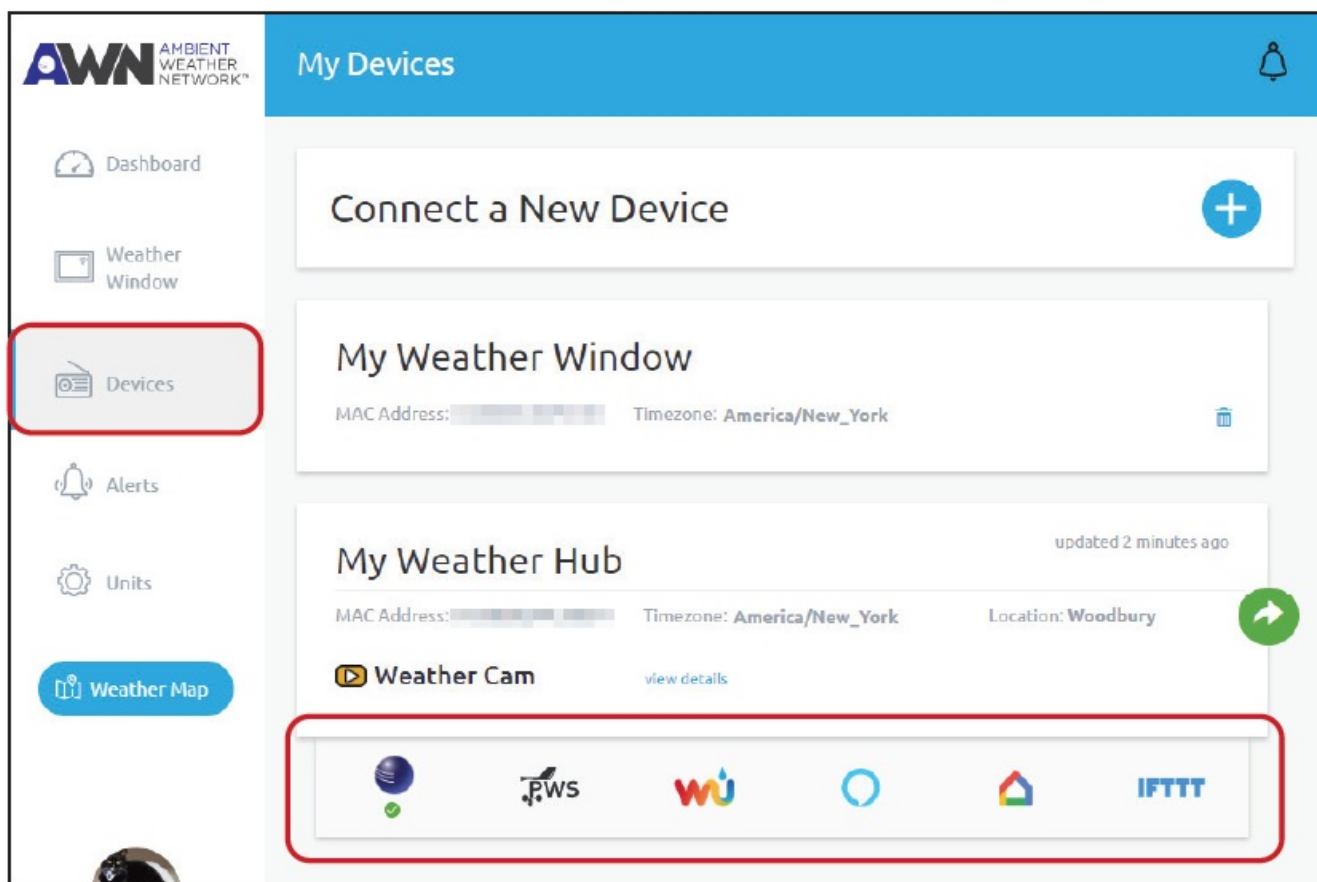 AWN AMBIENT
WEATHER
NETWORK™
My Devices
Dashboard
Weather
Window
Devices
Alerts
Units
Weather Map
Connect a New Device
My Weather Window
MAC Address: Timezone: America/New_York
My Weather Hub
updated 2 minutes ago
MAC Address: Timezone: America/New_York Location: Woodbury
Weather Cam view details
PWS wu IFTTT